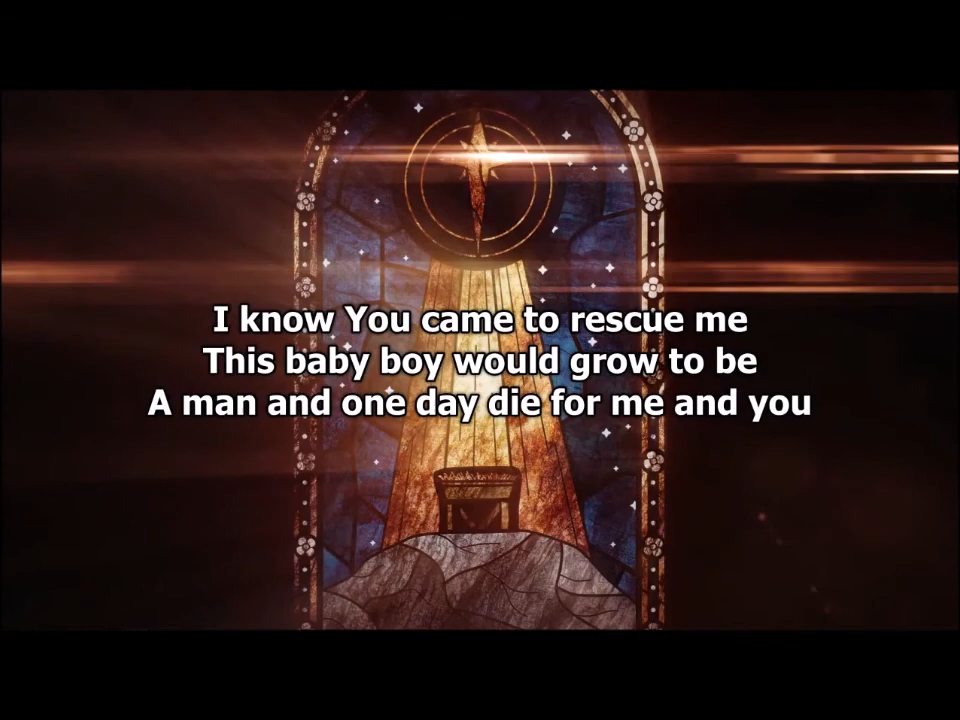 I know You came to rescue me
This baby boy would grow to be
A man and one day die for me and you